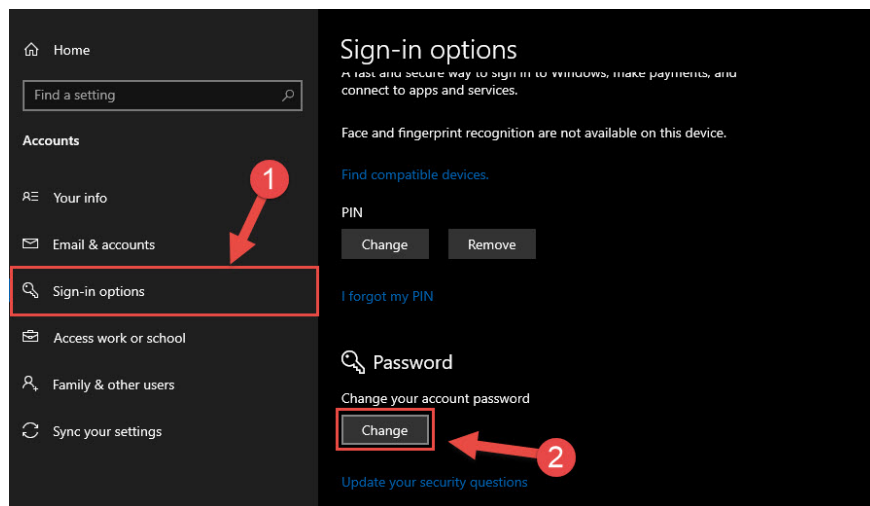 Home
Find a setting
Accounts
Your info
Email & accounts
Sign-in options
Access work or school
Family & other users
Sync your settings
1
Sign-in options
A fast and secure way to sign in to Windows, make payments, and
connect to apps and services.
Face and fingerprint recognition are not available on this device.
Find compatible devices.
PIN
Change Remove
I forgot my PIN
Password
Change your account password
Change
2
Update your security questions